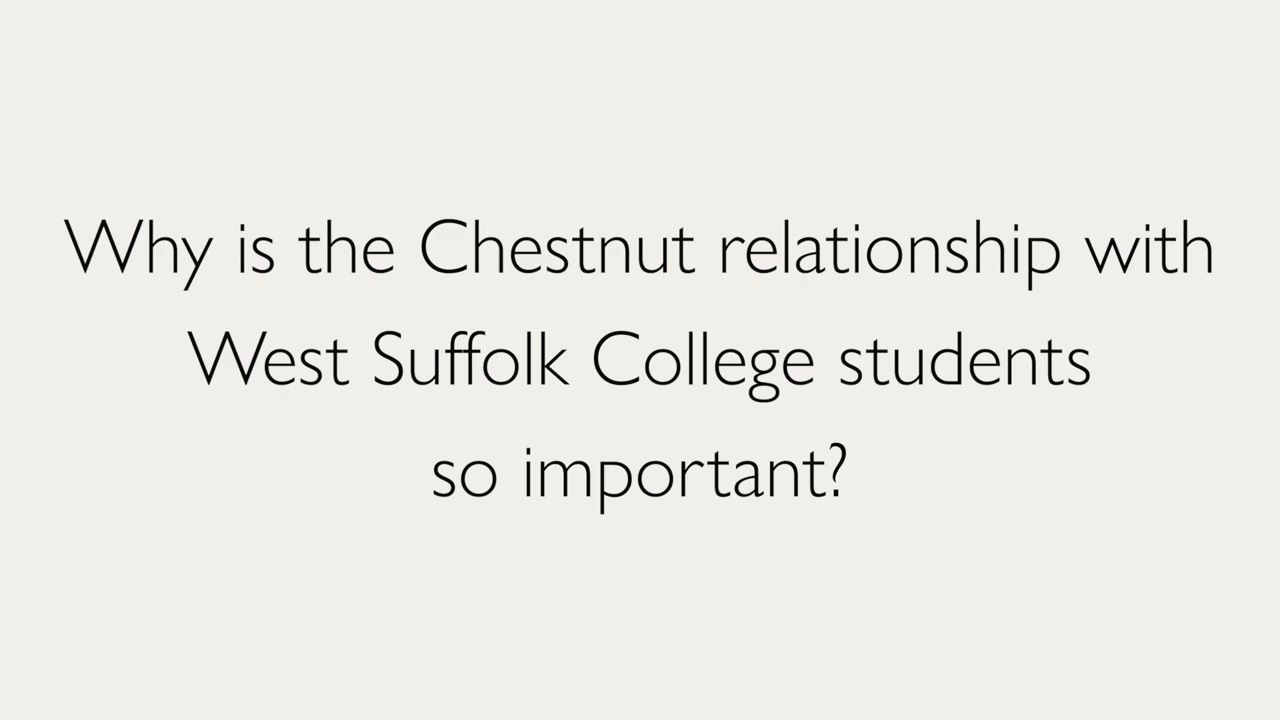 Why is the Chestnut relationship with
West Suffolk College students
so important?